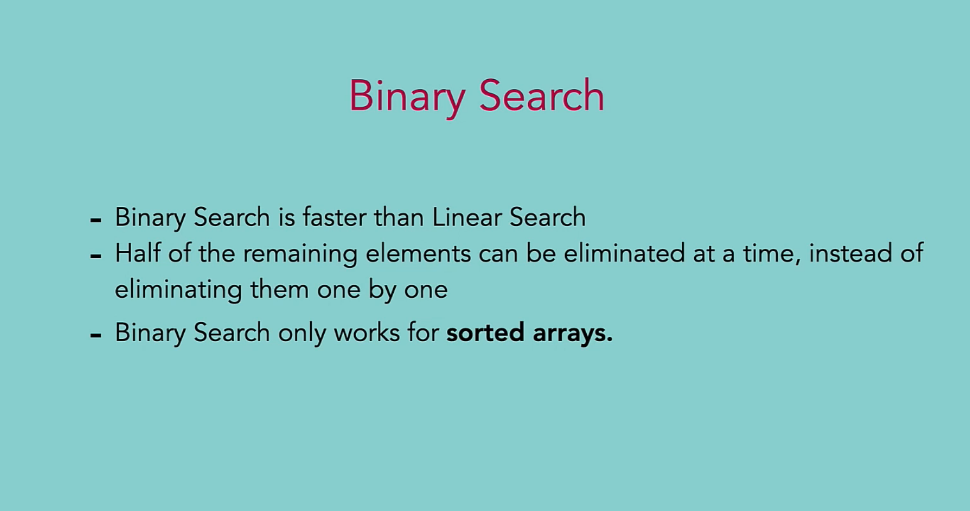 Binary Search
- Binary Search is faster than Linear Search
- Half of the remaining elements can be eliminated at a time, instead of
eliminating them one by one
- Binary Search only works for sorted arrays.